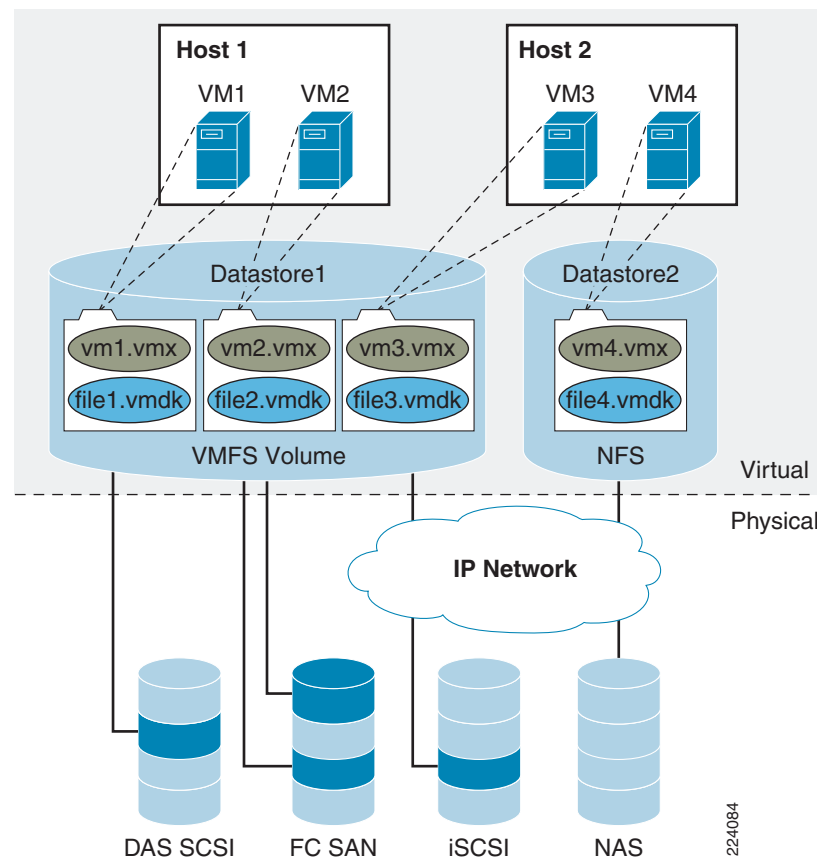 Host 1
Host 2
VM1
VM2
VM3
VM4
Datastore1
Datastore2
vm1.vmx
vm2.vmx
vm3.vmx
vm4.vmx
file1.vmdk
file2.vmdk
file3.vmdk
file4.vmdk
VMFS Volume
NFS
Virtual
Physical
IP Network
DAS SCSI
FC SAN
iSCSI
NAS
224084